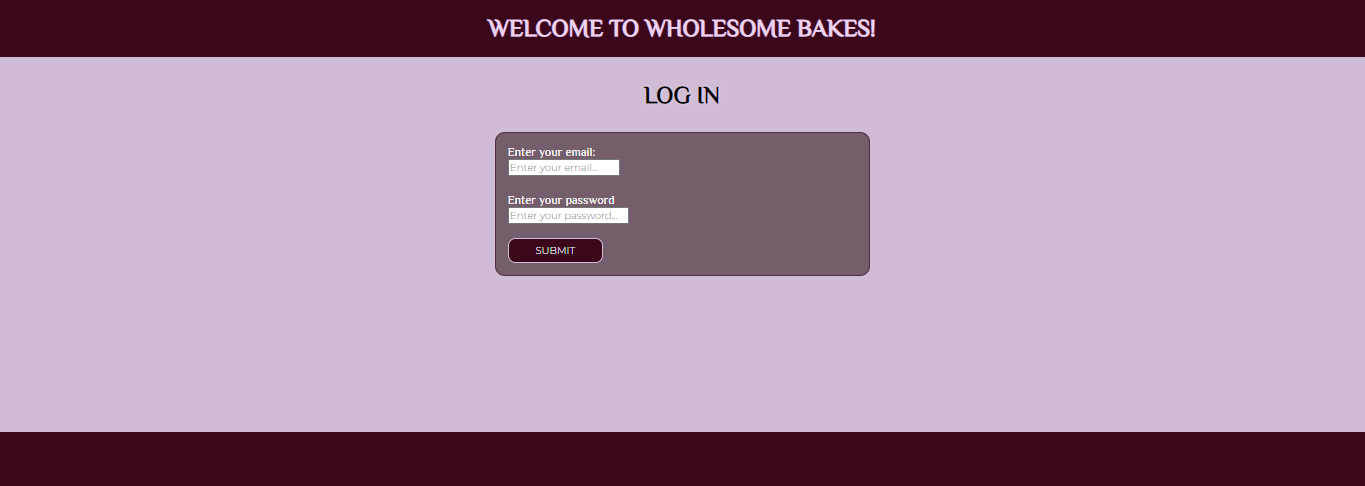 WELCOME TO WHOLESOME BAKES!
LOG IN
Enter your email:
Enter your email...
Enter your password
Enter your password...
SUBMIT